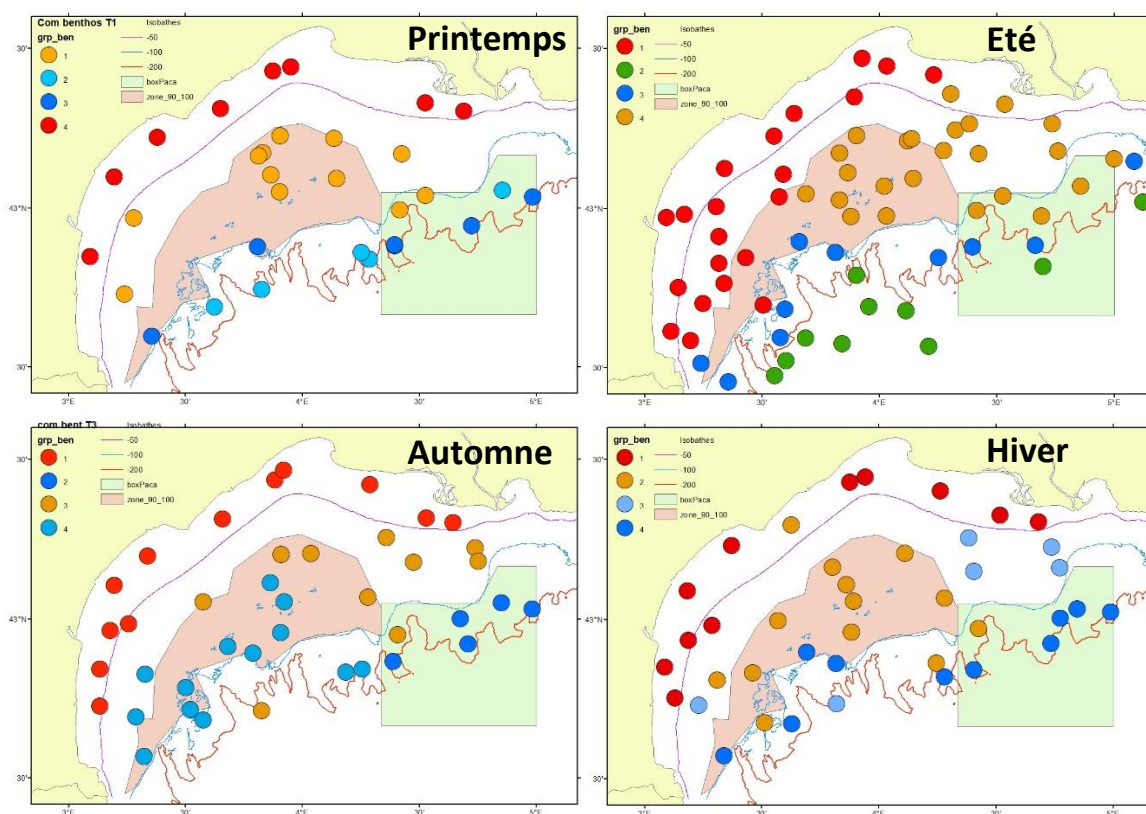 Com benthos T1
grp_ben
1
2
3
4
Isobathes
-50
-100
-200
boxPaca
zone_90_100
Printemps
30'
43°N
30'
3°E
30'
4°E
30'
5°E
grp_ben
1
2
3
4
Isobathes
-50
-100
-200
boxPaca
zone_90_100
Eté
30'
43°N
30'
3°E
30'
4°E
30'
5°E
com bent T3
grp_ben
1
2
3
4
Isobathes
-50
-100
-200
boxPaca
zone_90_100
Automne
30'
43°N
30'
3°E
30'
4°E
30'
5°E
grp_ben
1
2
3
4
Isobathes
-50
-100
-200
boxPaca
zone_90_100
Hiver
30'
43°N
30'
3°E
30'
4°E
30'
5°E